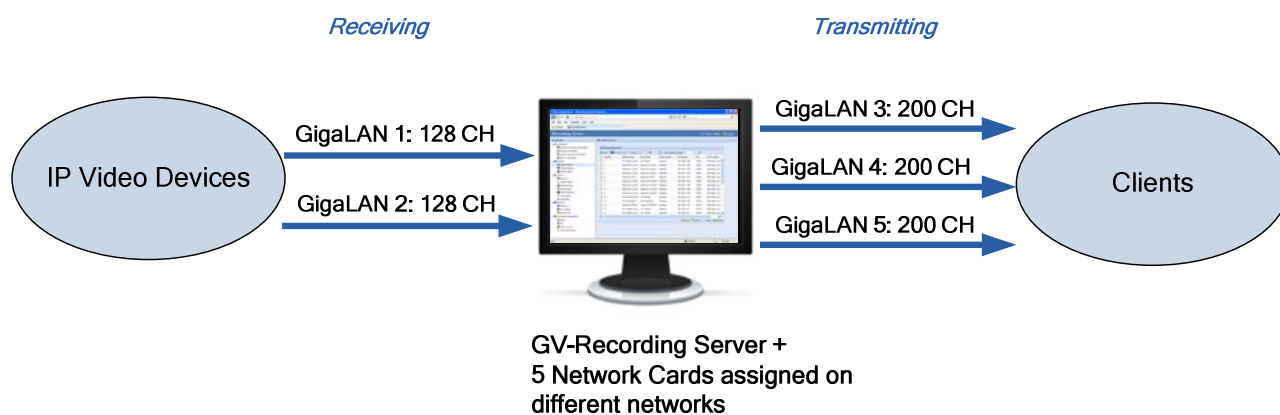 Receiving
Transmitting
IP Video Devices
GigaLAN 1: 128 CH
GigaLAN 2: 128 CH
GigaLAN 3: 200 CH
GigaLAN 4: 200 CH
GigaLAN 5: 200 CH
Clients
GV-Recording Server +
5 Network Cards assigned on
different networks